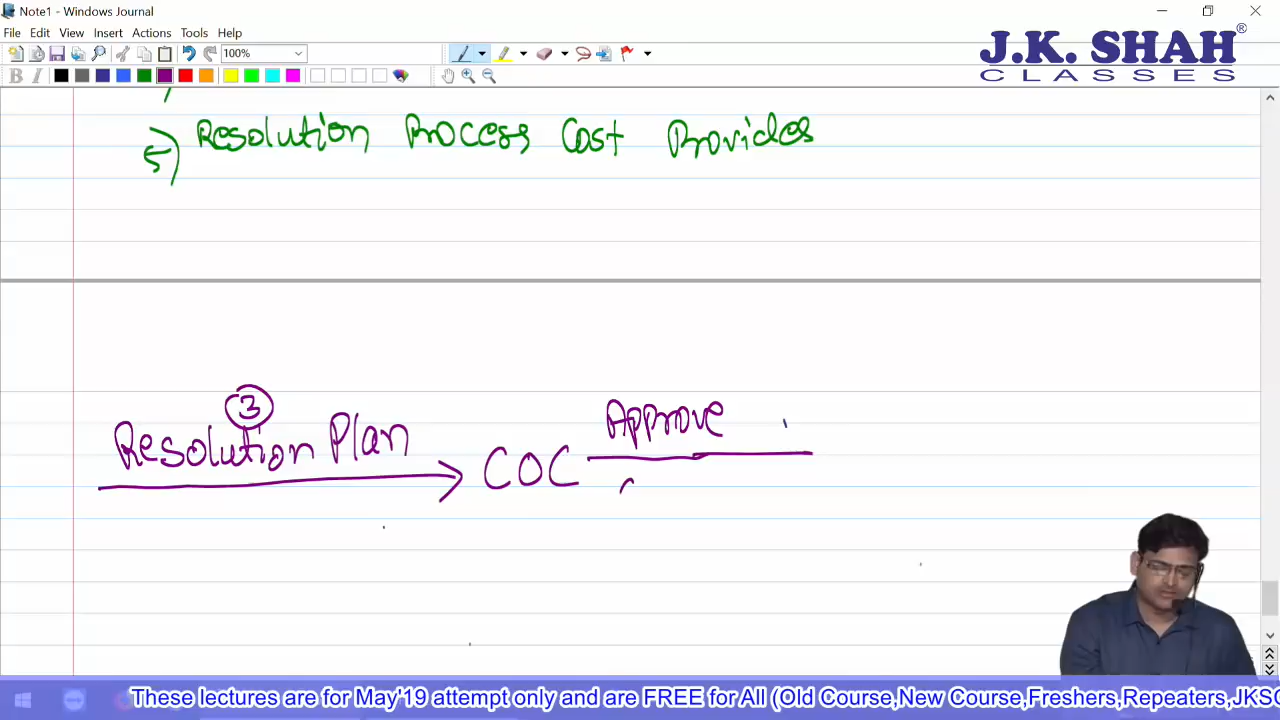 Note1 - Windows Journal
File Edit View Insert Actions Tools Help
100%
B I
J.K. SHAH®
CLASSES
5) Resolution Process Cost Provides
3
Resolution Plan
COC
Approve
These lectures are for May'19 attempt only and are FREE for All (Old Course,New Course,Freshers,Repeaters,JKSC